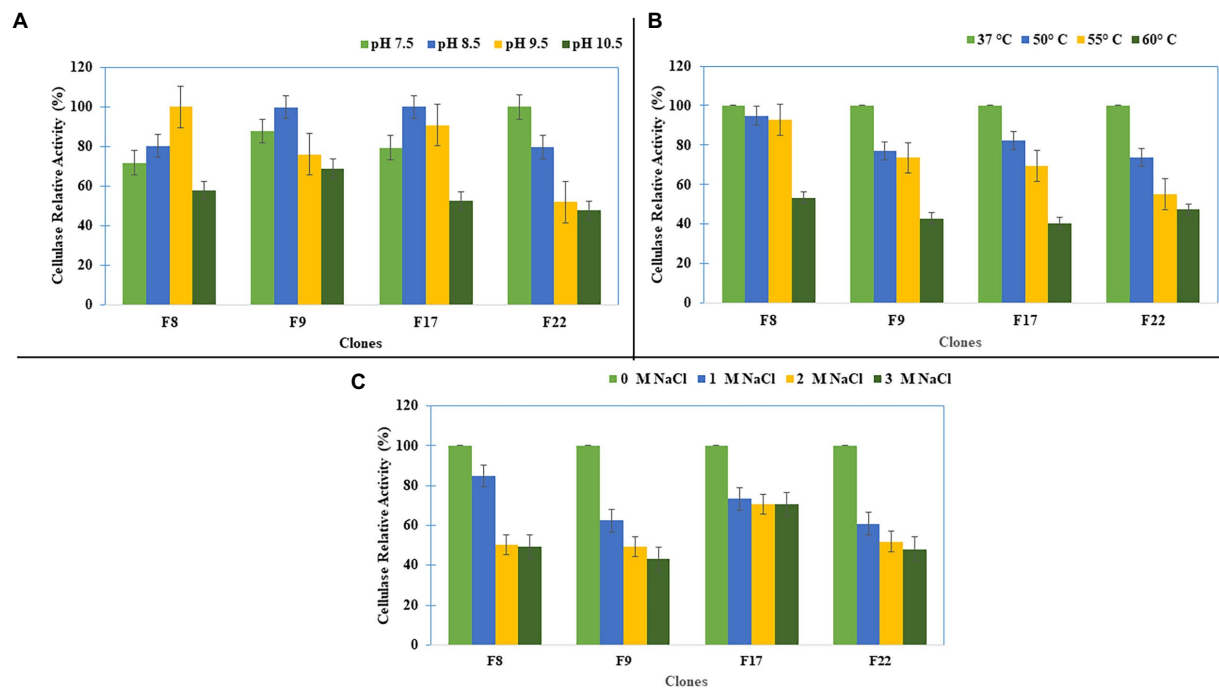 A
pH 7.5 pH 8.5 pH 9.5 pH 10.5
Cellulase Relative Activity (%)
120
100
80
60
40
20
0
F8 F9 F17 F22
Clones
B
37 °C 50° C 55° C 60° C
Cellulase Relative Activity (%)
120
100
80
60
40
20
0
F8 F9 F17 F22
Clones
C
0 M NaCl 1 M NaCl 2 M NaCl 3 M NaCl
Cellulase Relative Activity (%)
120
100
80
60
40
20
0
F8 F9 F17 F22
Clones